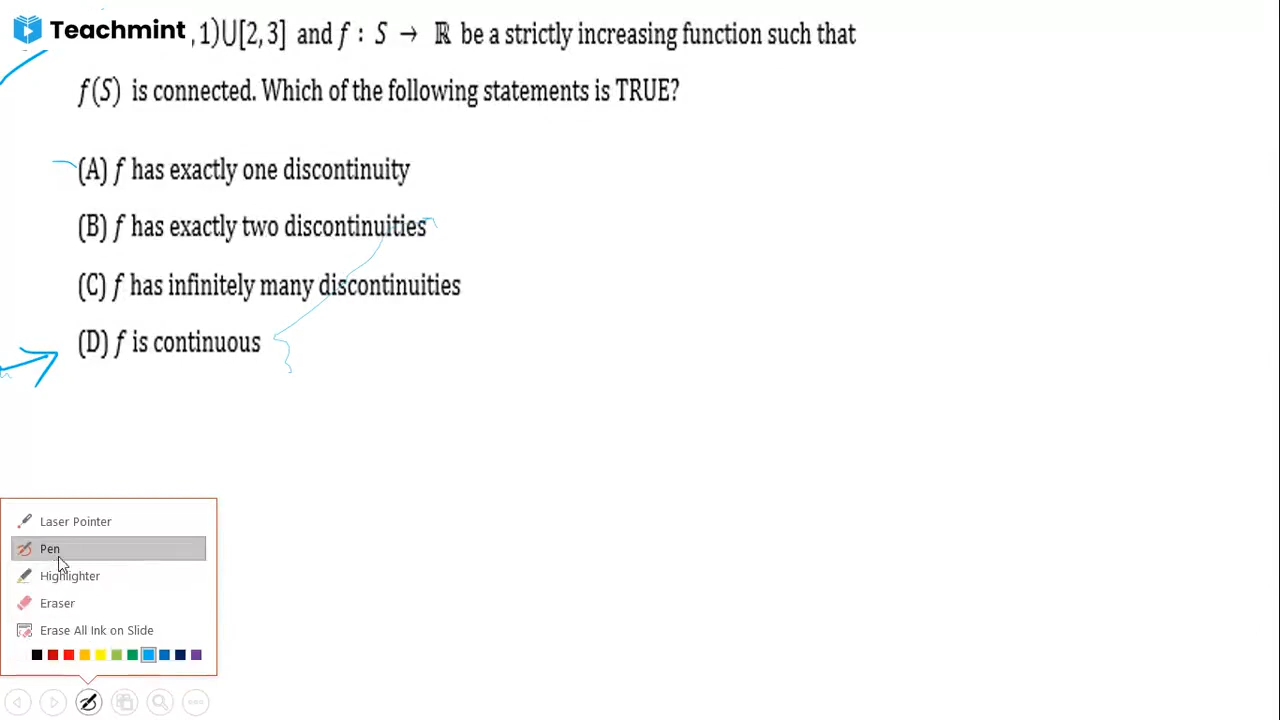 Teachmint , 1)⋃[2, 3] and f : S → ℝ be a strictly increasing function such that
f(S) is connected. Which of the following statements is TRUE?
(A) f has exactly one discontinuity
(B) f has exactly two discontinuities
(C) f has infinitely many discontinuities
(D) f is continuous
Laser Pointer
Pen
Highlighter
Eraser
Erase All Ink on Slide